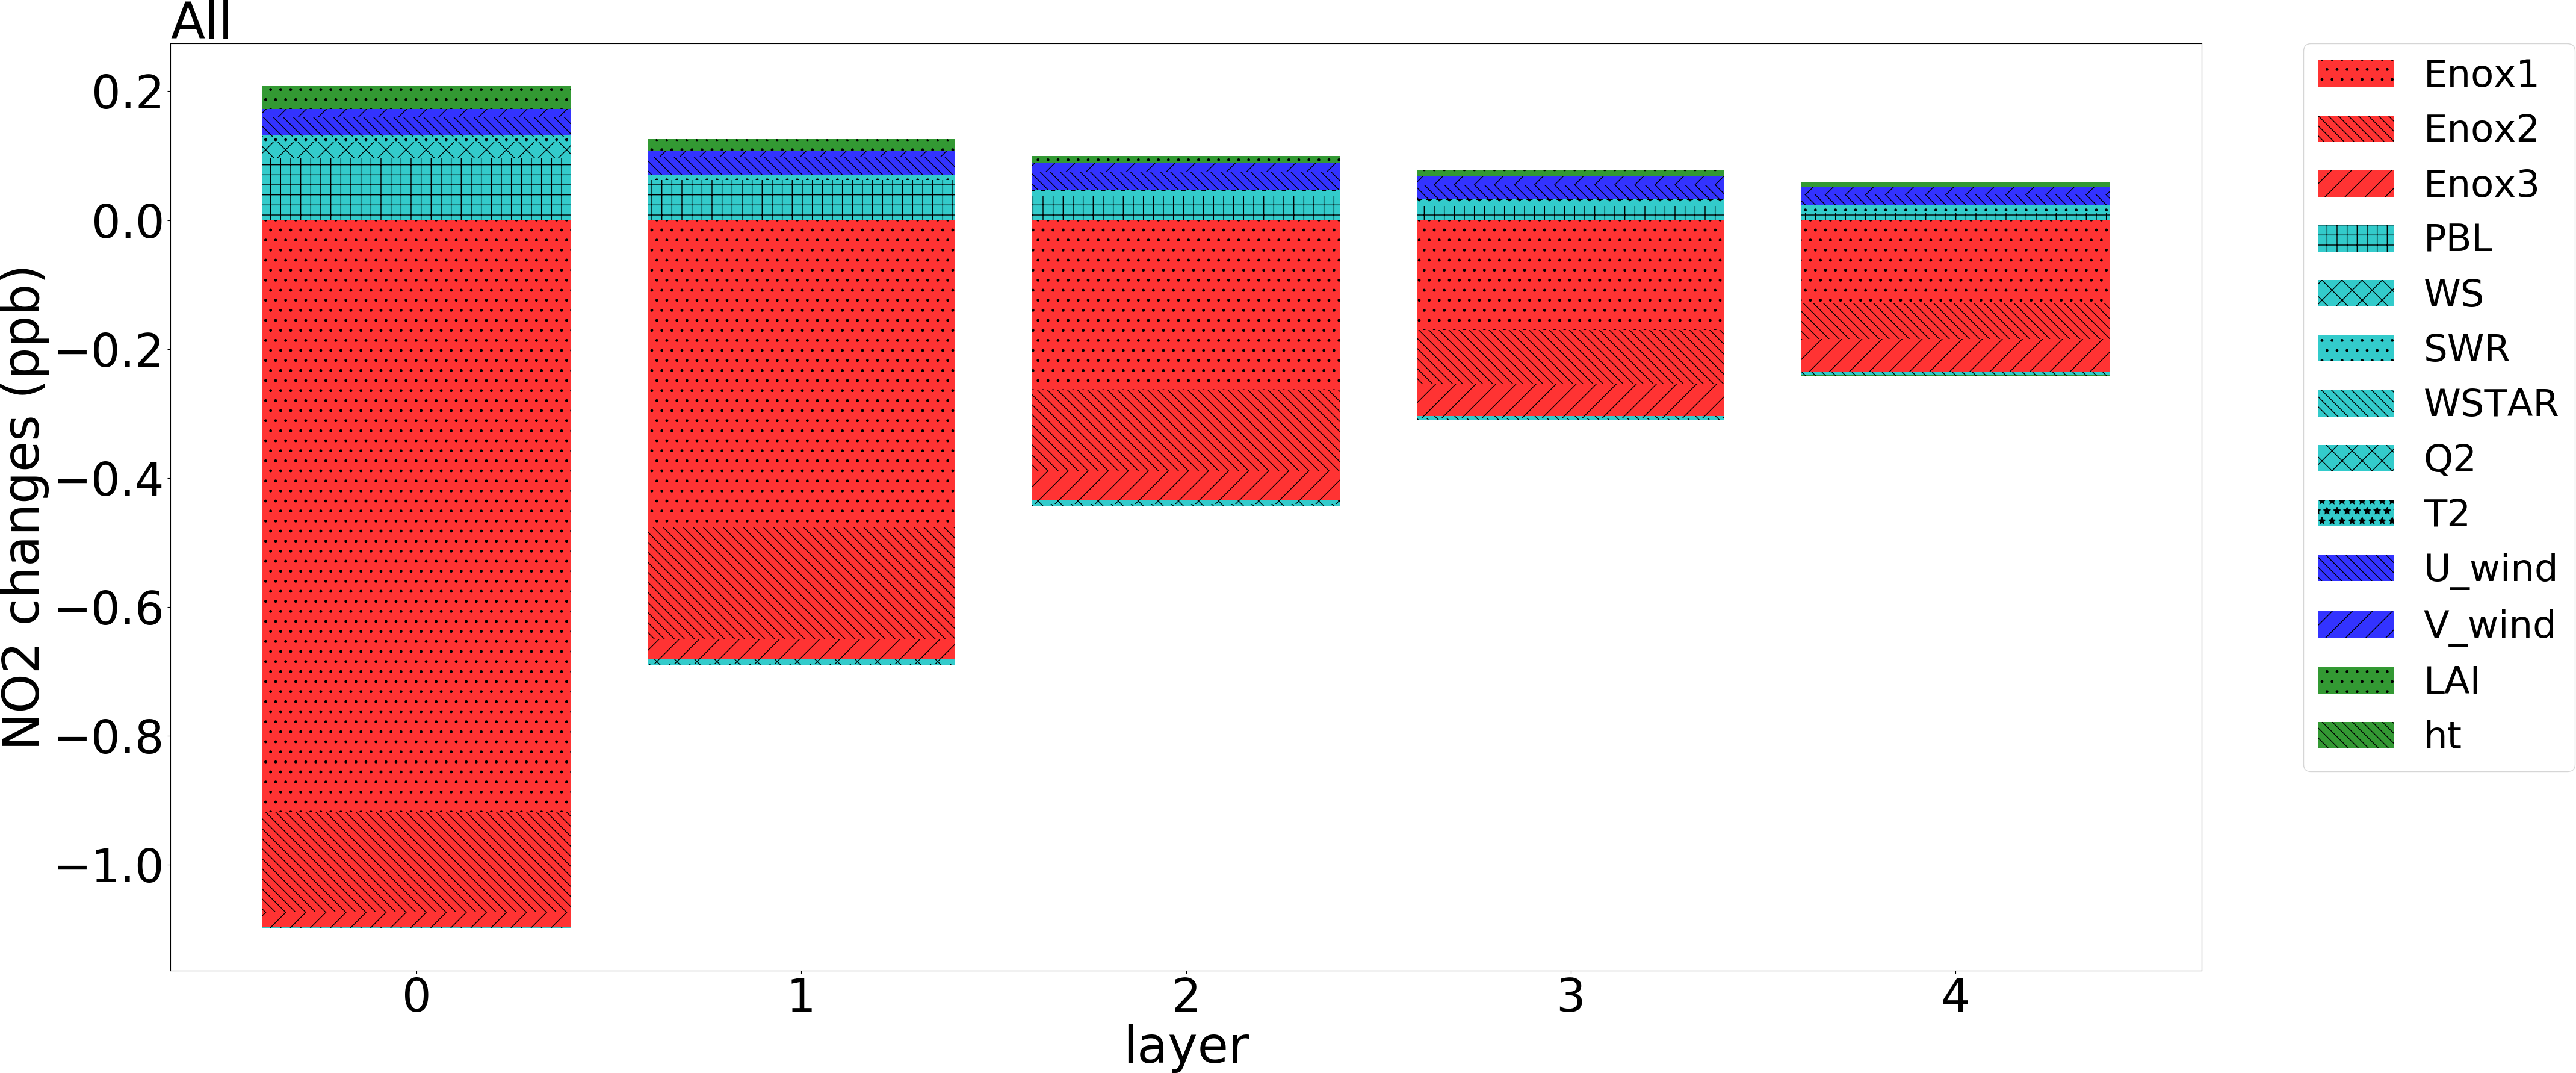 All
NO2 changes (ppb)
0.2
0.0
−0.2
−0.4
−0.6
−0.8
−1.0
0 1 2 3 4
layer
Enox1
Enox2
Enox3
PBL
WS
SWR
WSTAR
Q2
T2
U_wind
V_wind
LAI
ht